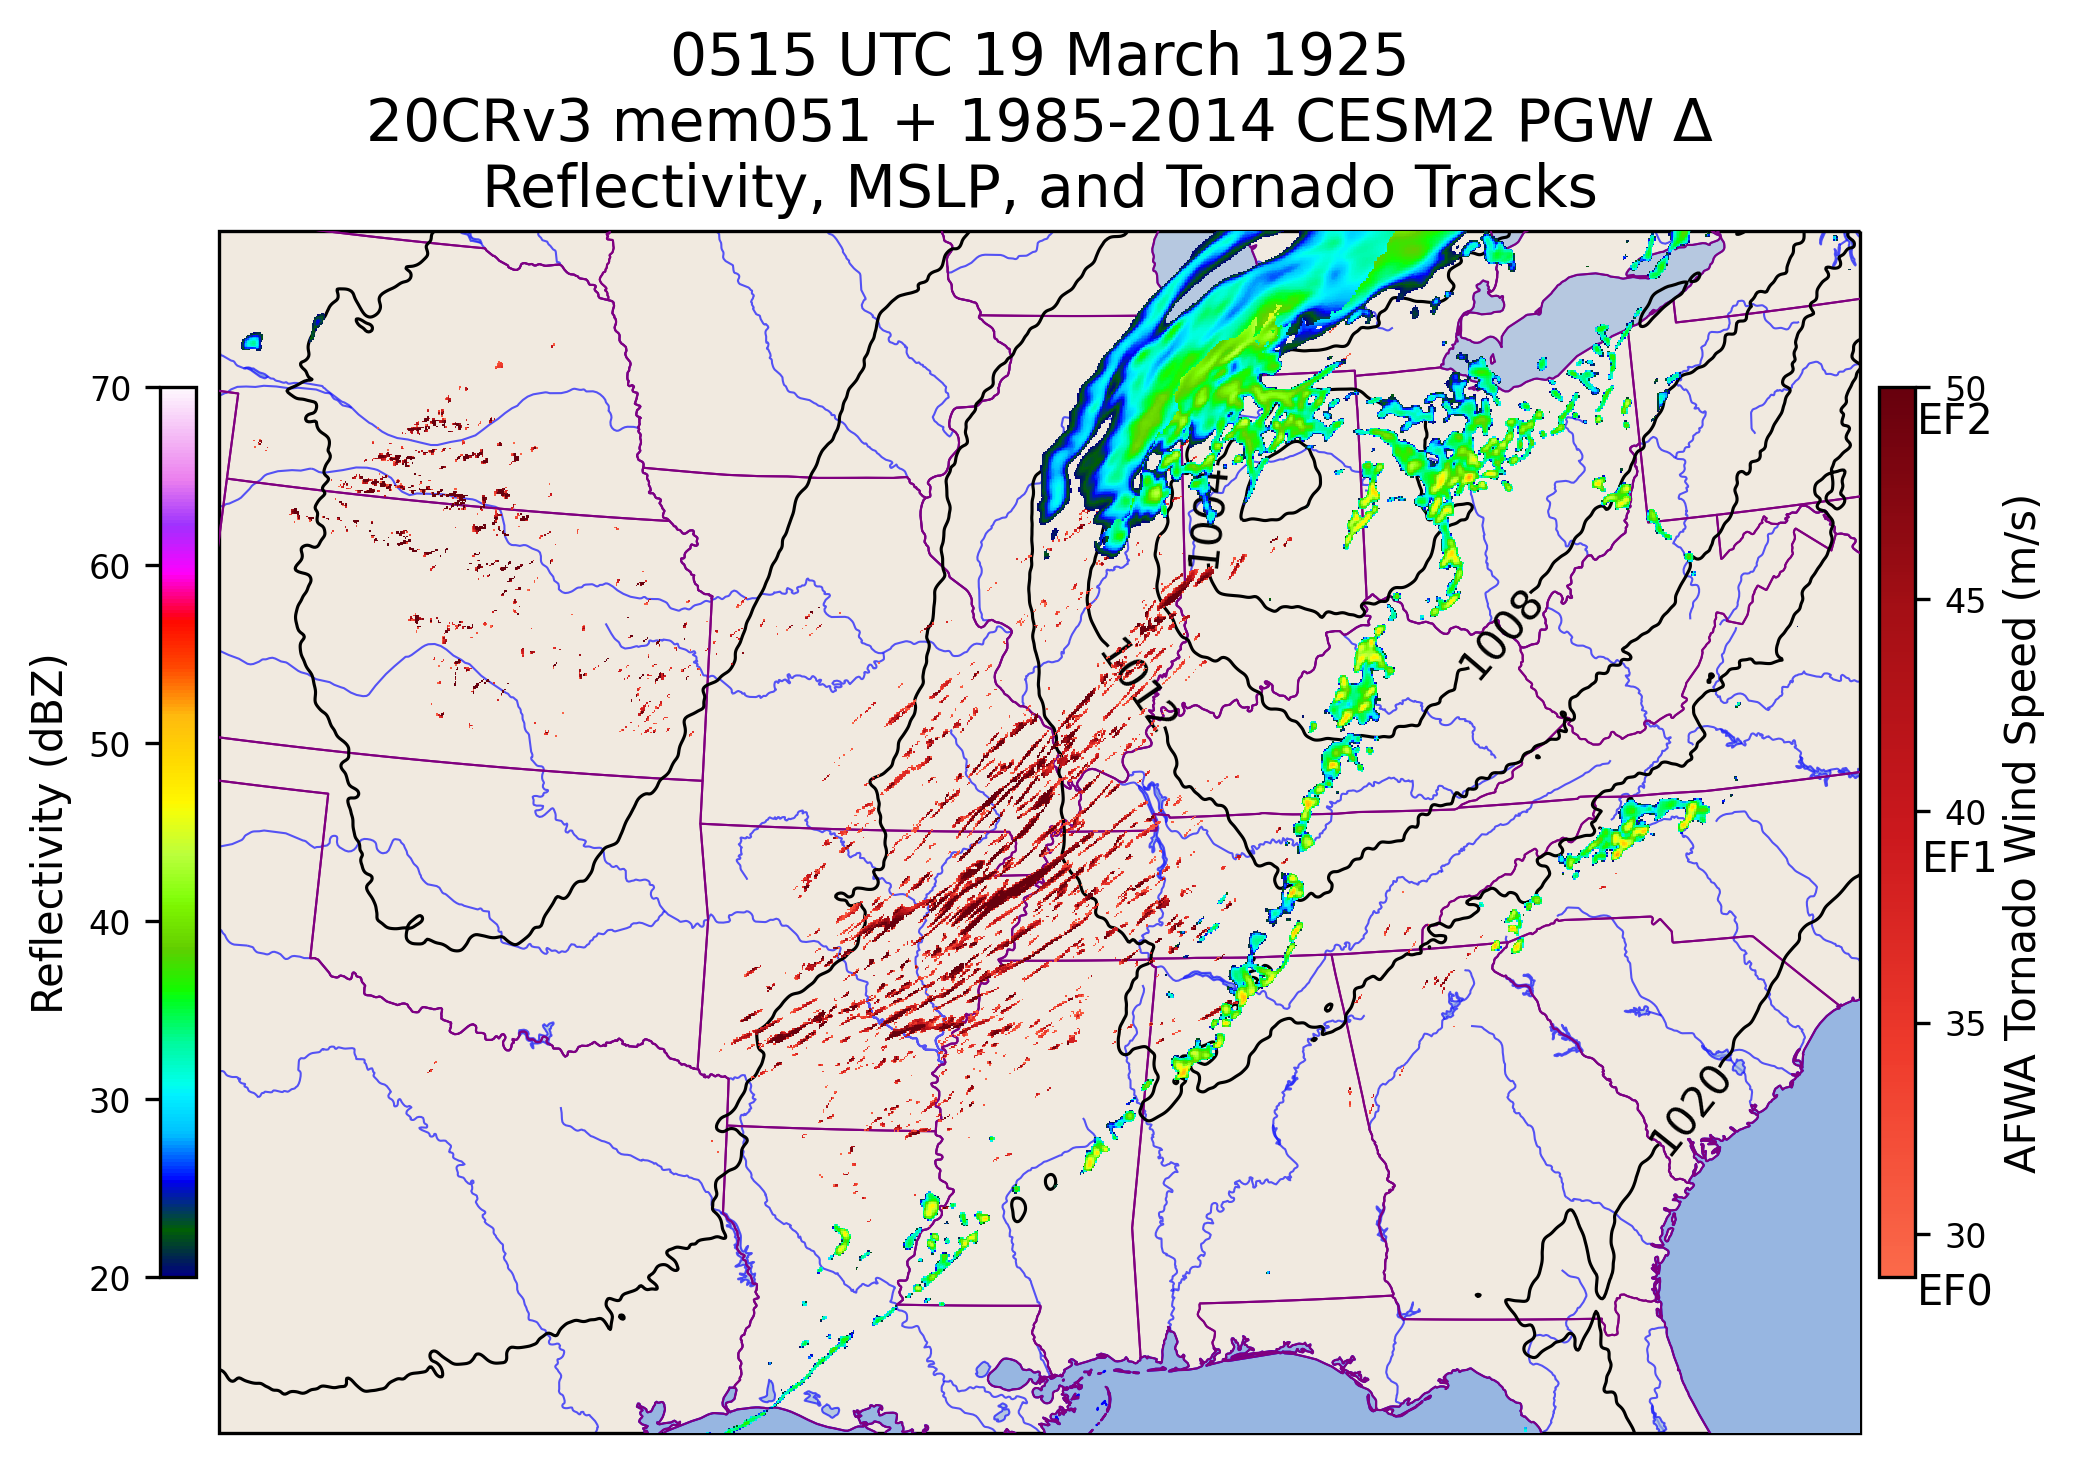 0515 UTC 19 March 1925
20CRv3 mem051 + 1985-2014 CESM2 PGW Δ
Reflectivity, MSLP, and Tornado Tracks
70
60
50
40
30
20
Reflectivity (dBZ)
1004
1008
1012
1020
50
EF2
45
40
EF1
35
30
EF0
AFWA Tornado Wind Speed (m/s)